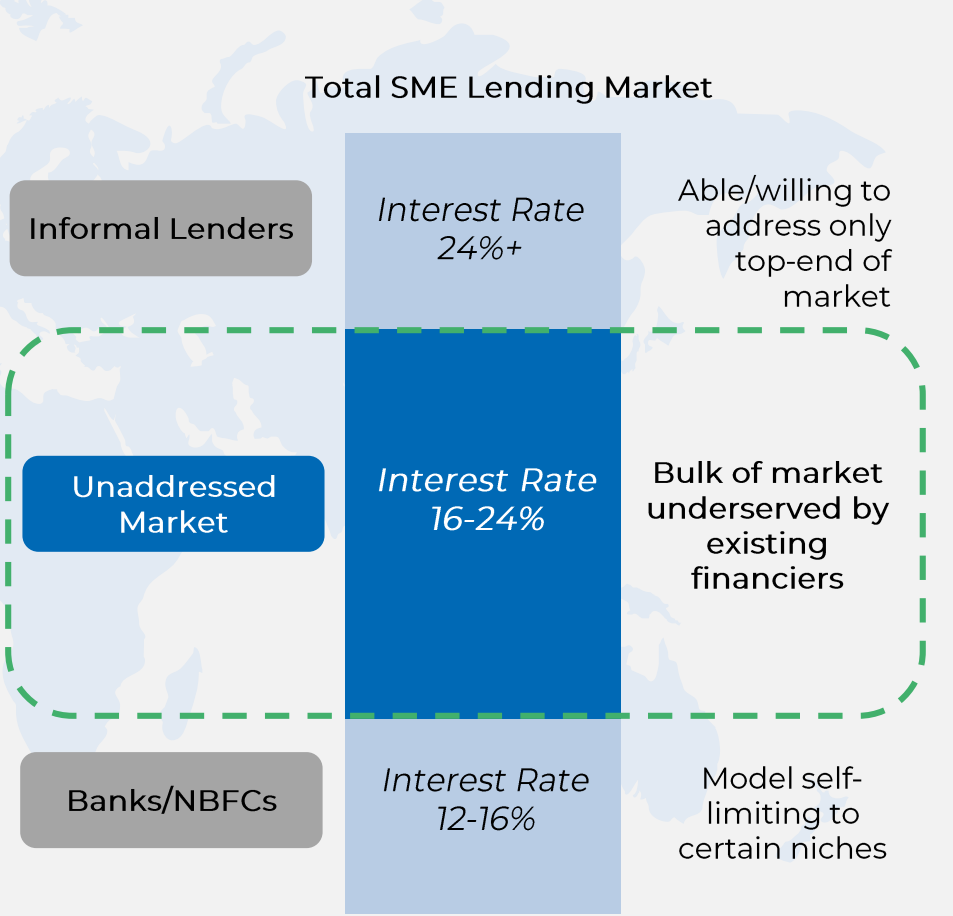 Total SME Lending Market
Informal Lenders
Interest Rate
24%+
Able/willing to
address only
top-end of
market
Unaddressed
Market
Interest Rate
16-24%
Bulk of market
underserved by
existing
financiers
Banks/NBFCs
Interest Rate
12-16%
Model self-
limiting to
certain niches